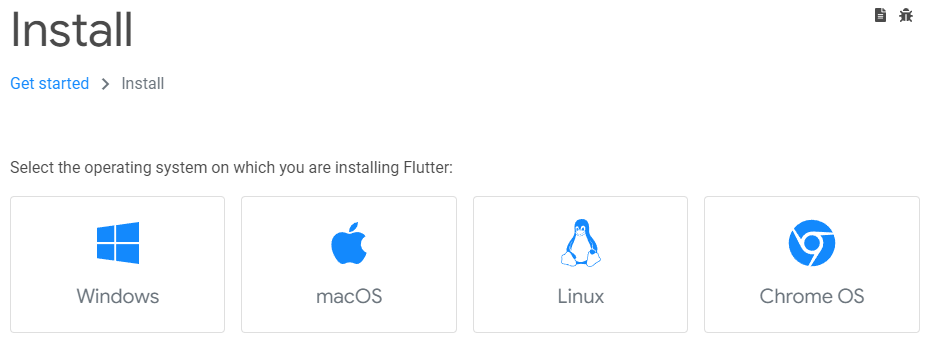 Install
Get started > Install
Select the operating system on which you are installing Flutter:
Windows
macOS
Linux
Chrome OS